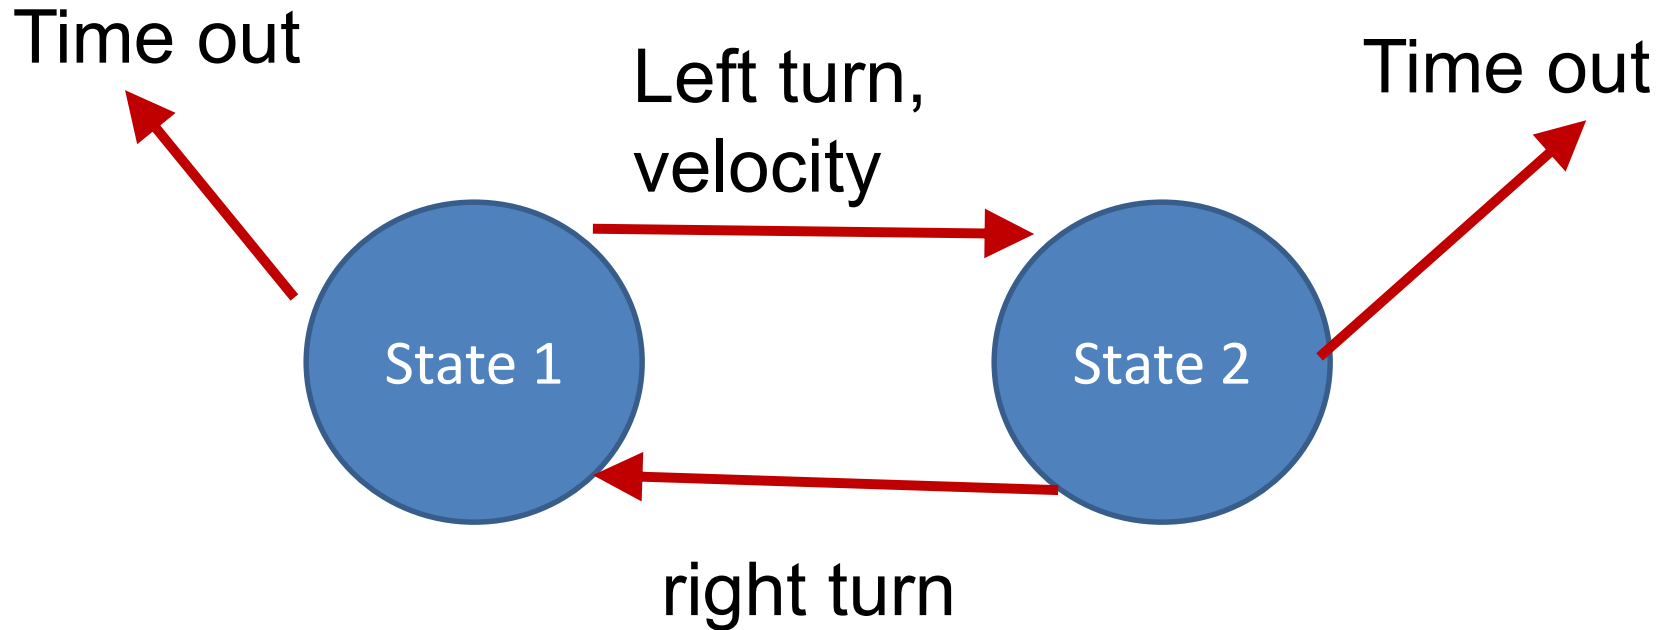 Time out
Left turn,
velocity
Time out
State 1
State 2
right turn